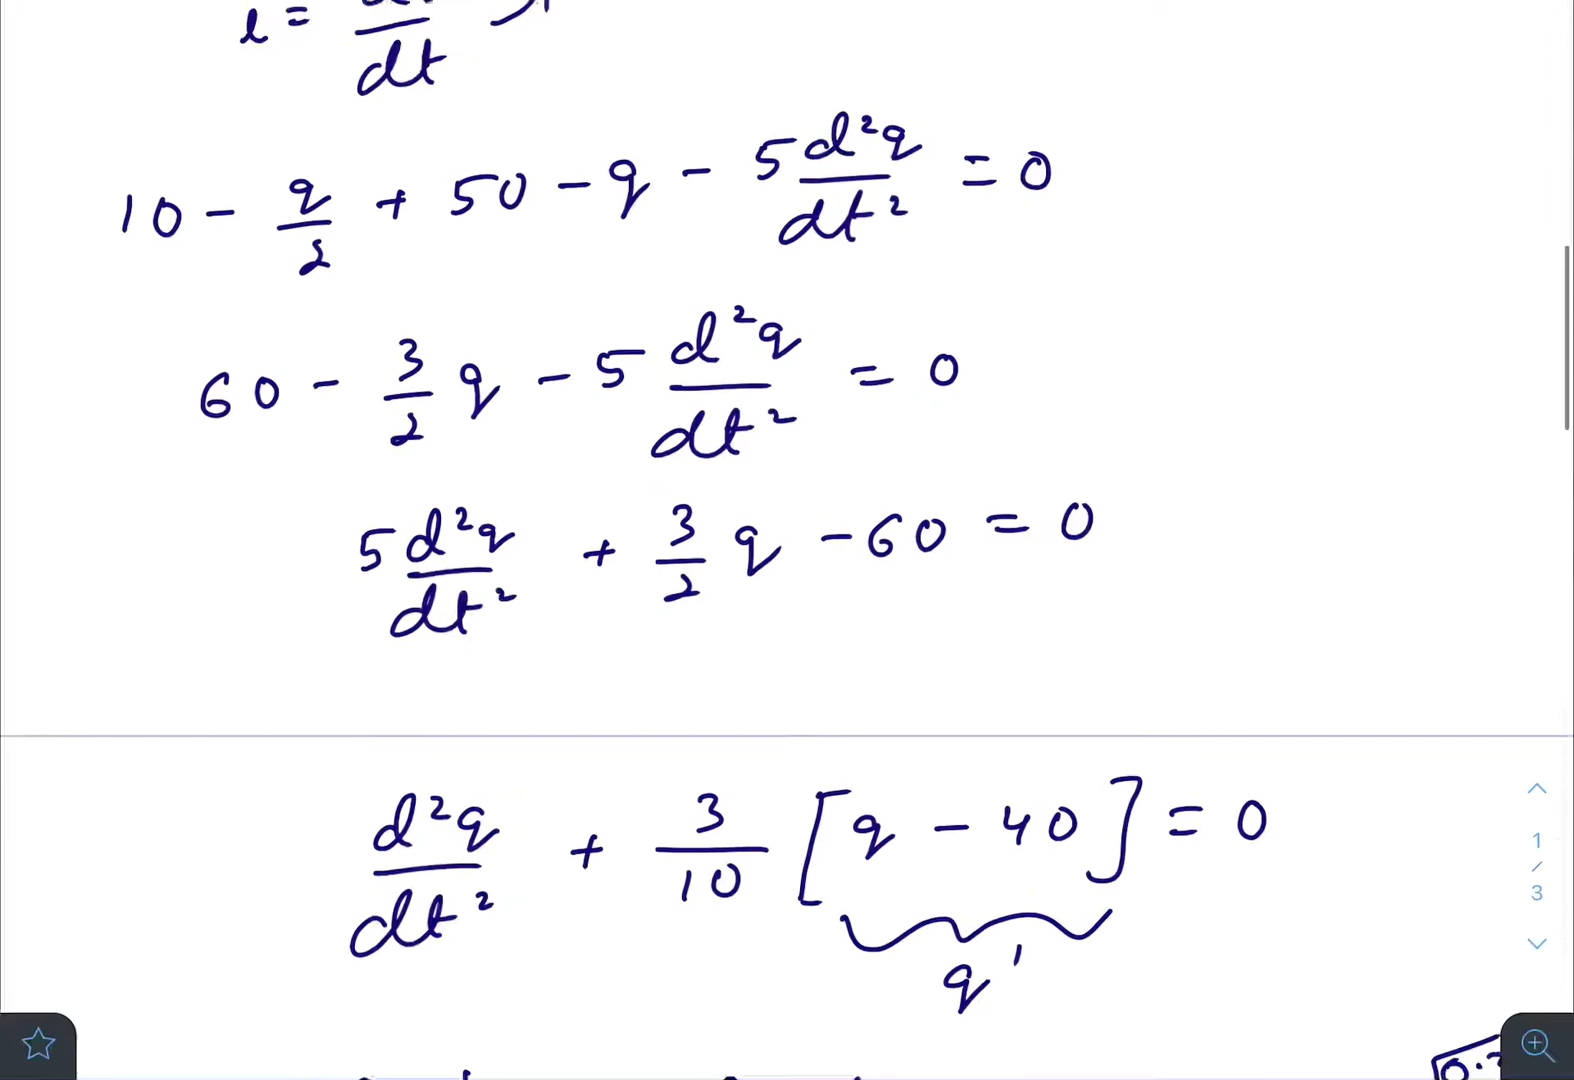 i = dq/dt
10 - q/2 + 50 - q - 5 d²q/dt² = 0
60 - 3/2 q - 5 d²q/dt² = 0
5 d²q/dt² + 3/2 q - 60 = 0
d²q/dt² + 3/10 [q - 40] = 0
q'
1
/
3